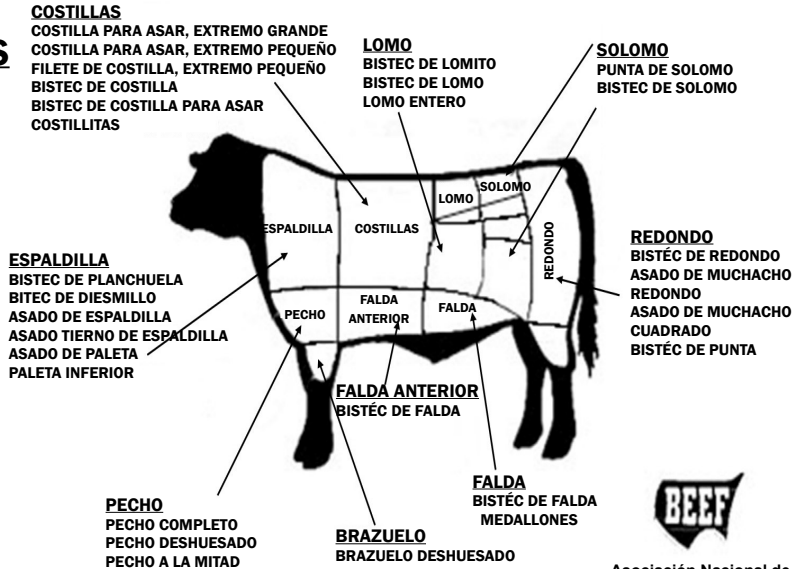 COSTILLAS
COSTILLA PARA ASAR, EXTREMO GRANDE
COSTILLA PARA ASAR, EXTREMO PEQUEÑO
FILETE DE COSTILLA, EXTREMO PEQUEÑO
BISTEC DE COSTILLA
BISTEC DE COSTILLA PARA ASAR
COSTILLITAS
S
LOMO
BISTEC DE LOMITO
BISTEC DE LOMO
LOMO ENTERO
SOLOMO
PUNTA DE SOLOMO
BISTEC DE SOLOMO
ESPALDILLA
COSTILLAS
LOMO
SOLOMO
REDONDO
PECHO
FALDA
ANTERIOR
FALDA
ESPALDILLA
BISTEC DE PLANCHUELA
BITEC DE DIESMILLO
ASADO DE ESPALDILLA
ASADO TIERNO DE ESPALDILLA
ASADO DE PALETA
PALETA INFERIOR
REDONDO
BISTÉC DE REDONDO
ASADO DE MUCHACHO
REDONDO
ASADO DE MUCHACHO
CUADRADO
BISTÉC DE PUNTA
FALDA ANTERIOR
BISTÉC DE FALDA
PECHO
PECHO COMPLETO
PECHO DESHUESADO
PECHO A LA MITAD
BRAZUELO
BRAZUELO DESHUESADO
FALDA
BISTÉC DE FALDA
MEDALLONES
BEEF
Asociación Nacional de